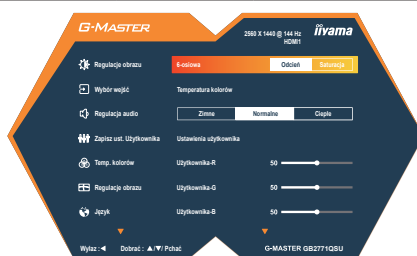 G-MASTER
2560 X 1440 @ 144 Hz
HDMI1
iiyama
Regulacje obrazu
6-osiowa
Odcień
Saturacja
Wybór wejść
Temperatura kolorów
Regulacja audio
Zimne
Normalne
Ciepłe
Zapisz ust. Użytkownika
Ustawienia użytkownika
Temp. kolorów
Użytkownika-R
50
Regulacje obrazu
Użytkownika-G
50
Język
Użytkownika-B
50
Wyłaz :◀ Dobrać : ▲/▼/ Pchać
G-MASTER GB2771QSU